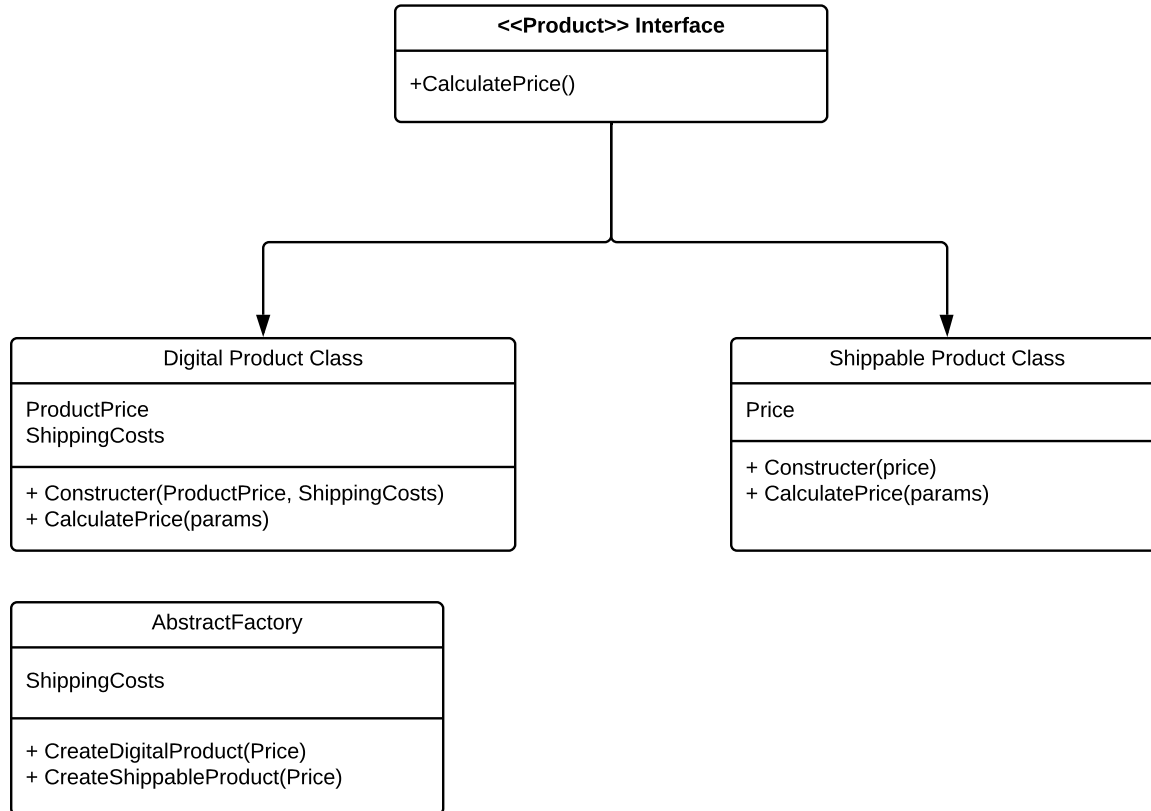 <<Product>> Interface
+CalculatePrice()
Digital Product Class
ProductPrice
ShippingCosts
+ Constructer(ProductPrice, ShippingCosts)
+ CalculatePrice(params)
Shippable Product Class
Price
+ Constructer(price)
+ CalculatePrice(params)
AbstractFactory
ShippingCosts
+ CreateDigitalProduct(Price)
+ CreateShippableProduct(Price)